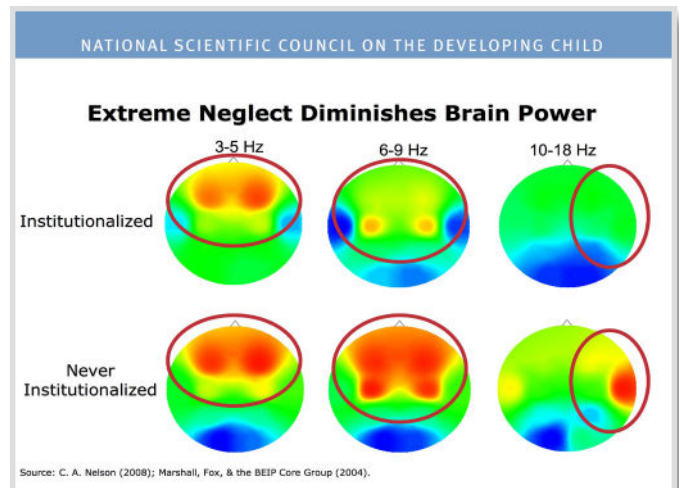 NATIONAL SCIENTIFIC COUNCIL ON THE DEVELOPING CHILD
Extreme Neglect Diminishes Brain Power
3-5 Hz 6-9 Hz 10-18 Hz
Institutionalized
Never
Institutionalized
Source: C. A. Nelson (2008); Marshall, Fox, & the BEIP Core Group (2004).